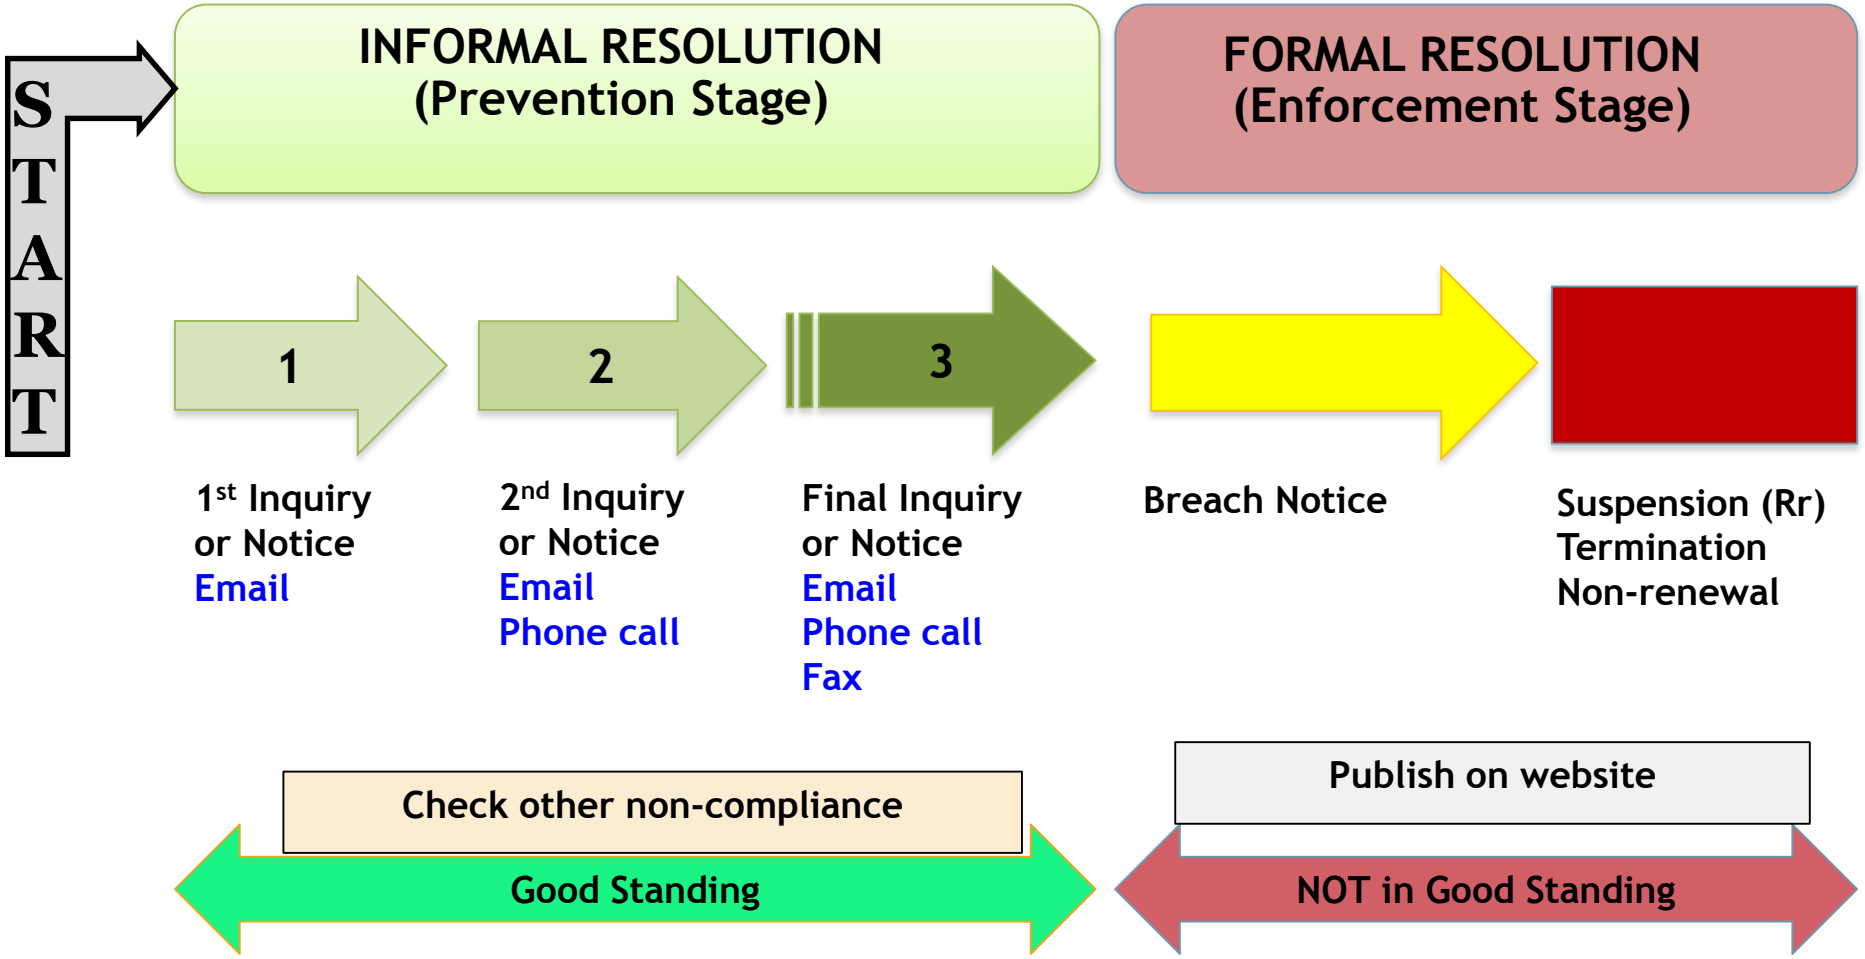 START
INFORMAL RESOLUTION
(Prevention Stage)
FORMAL RESOLUTION
(Enforcement Stage)
1
2
3
1st Inquiry
or Notice
Email
2nd Inquiry
or Notice
Email
Phone call
Final Inquiry
or Notice
Email
Phone call
Fax
Breach Notice
Suspension (Rr)
Termination
Non-renewal
Check other non-compliance
Good Standing
Publish on website
NOT in Good Standing